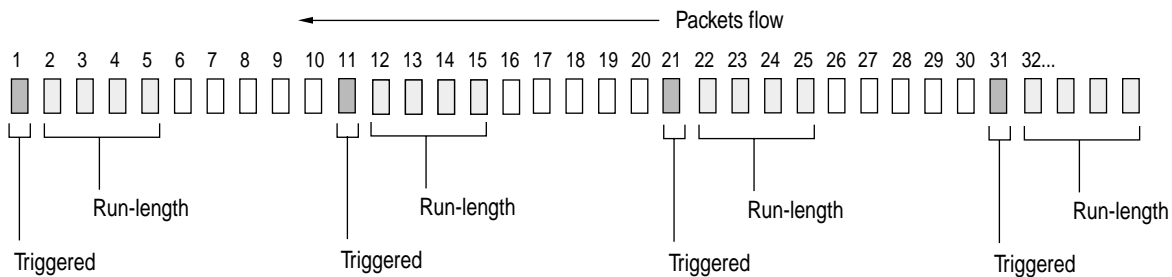 Packets flow
1 2 3 4 5 6 7 8 9 10 11 12 13 14 15 16 17 18 19 20 21 22 23 24 25 26 27 28 29 30 31 32...
Run-length Run-length Run-length Run-length
Triggered Triggered Triggered Triggered